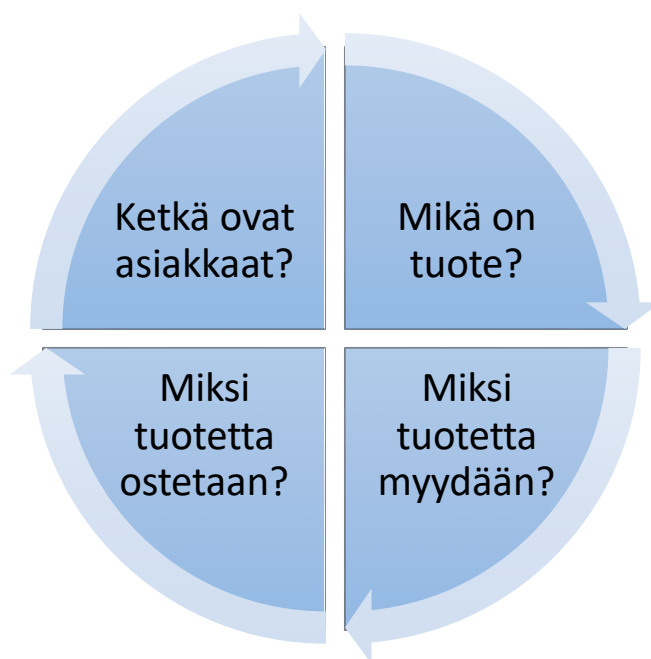 Ketkä ovat
asiakkaat?
Mikä on
tuote?
Miksi
tuotetta
ostetaan?
Miksi
tuotetta
myydään?